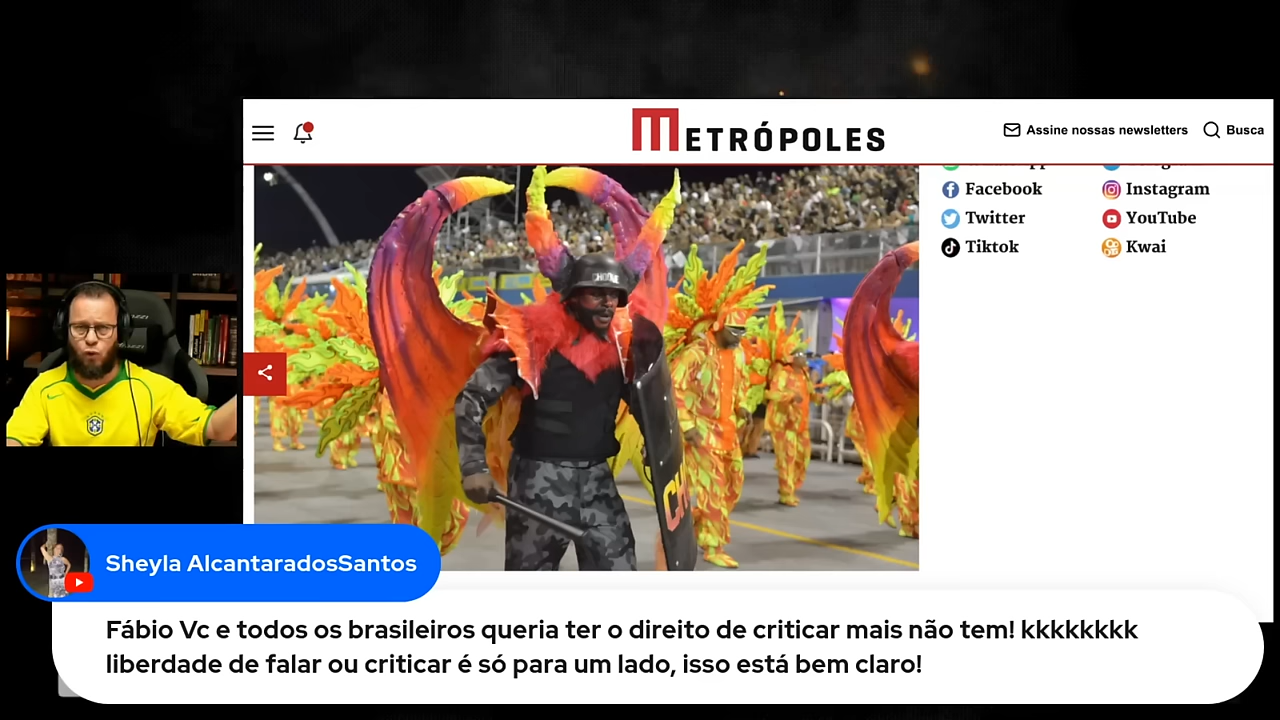 METRÓPOLES
Assine nossas newsletters
Busca
Facebook
Instagram
Twitter
YouTube
Tiktok
Kwai
CHOQUE
Sheyla AlcantaradosSantos
Fábio Vc e todos os brasileiros queria ter o direito de criticar mais não tem! kkkkkkkk
liberdade de falar ou criticar é só para um lado, isso está bem claro!